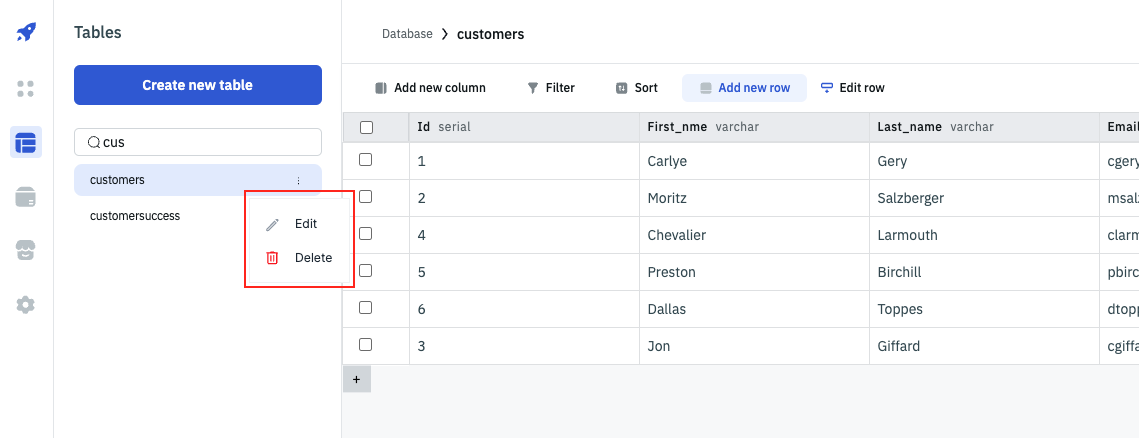 Tables
Create new table
cus
customers
customersuccess
Edit
Delete
Database customers
Add new column Filter Sort Add new row Edit row
Id serial First_nme varchar Last_name varchar Email
1 Carlye Gery cgery
2 Moritz Salzberger msalz
4 Chevalier Larmouth clarm
5 Preston Birchill pbirc
6 Dallas Toppes dtopp
3 Jon Giffard cgiffa
+